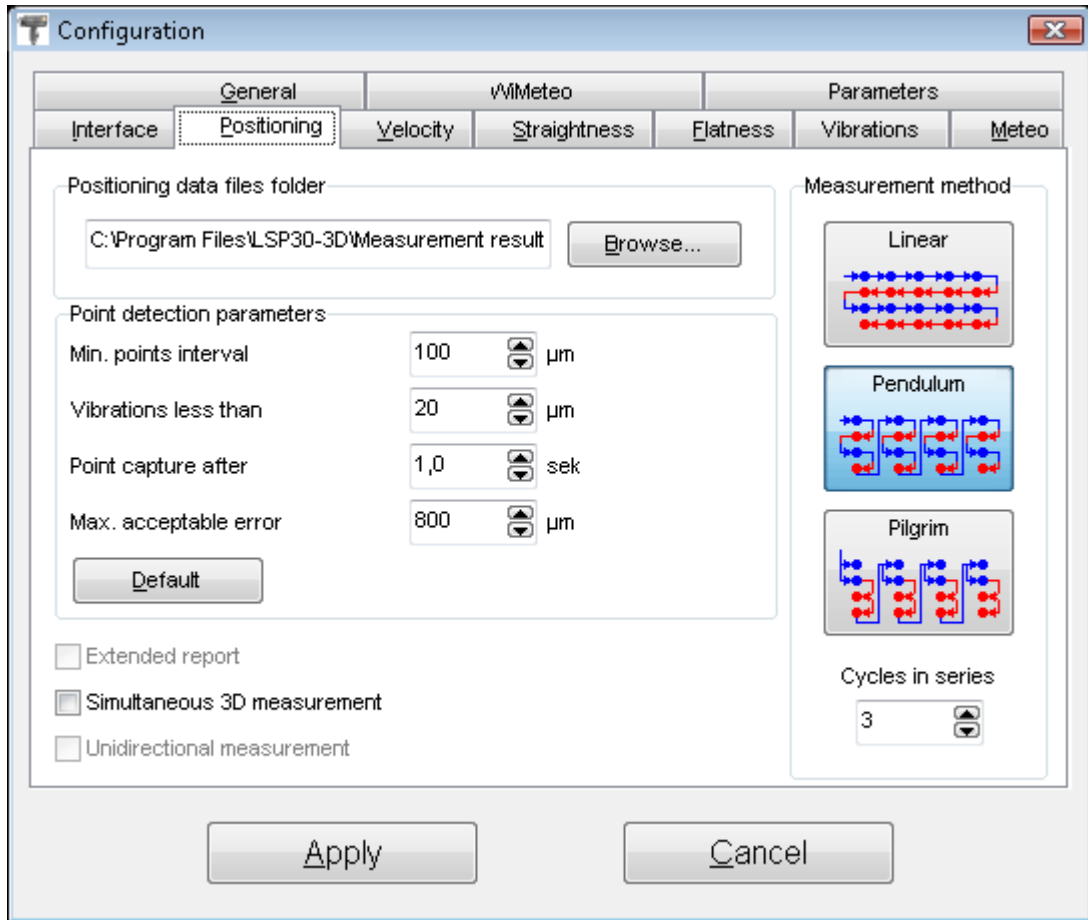 Configuration
General WiMeteo Parameters
Interface Positioning Velocity Straightness Flatness Vibrations Meteo
Positioning data files folder
C:\Program Files\LSP30-3D\Measurement result Browse...
Point detection parameters
Min. points interval 100 µm
Vibrations less than 20 µm
Point capture after 1,0 sek
Max. acceptable error 800 µm
Default
Extended report
Simultaneous 3D measurement
Unidirectional measurement
Measurement method
Linear
Pendulum
Pilgrim
Cycles in series
3
Apply Cancel